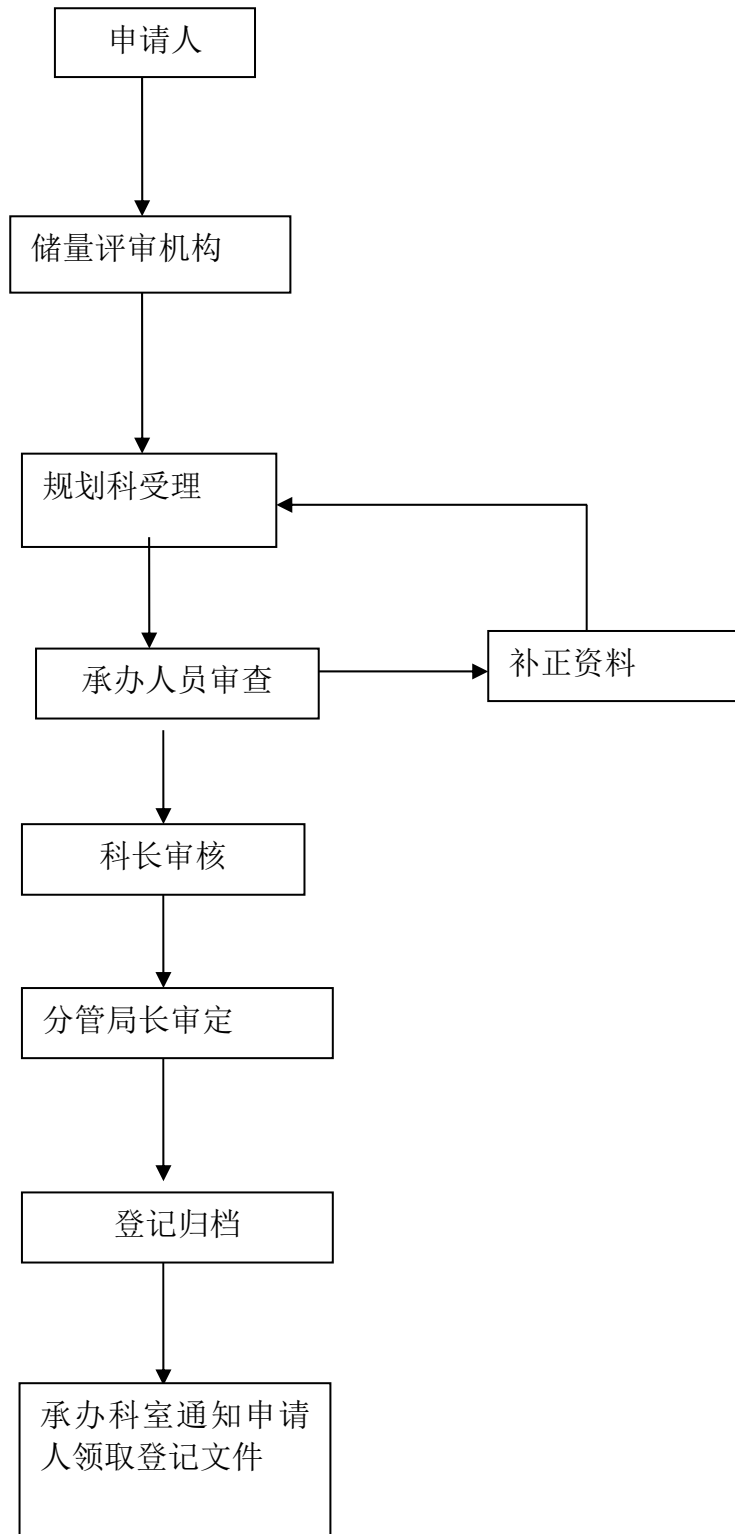 申请人
储量评审机构
规划科受理
承办人员审查
补正资料
科长审核
分管局长审定
登记归档
承办科室通知申请
人领取登记文件